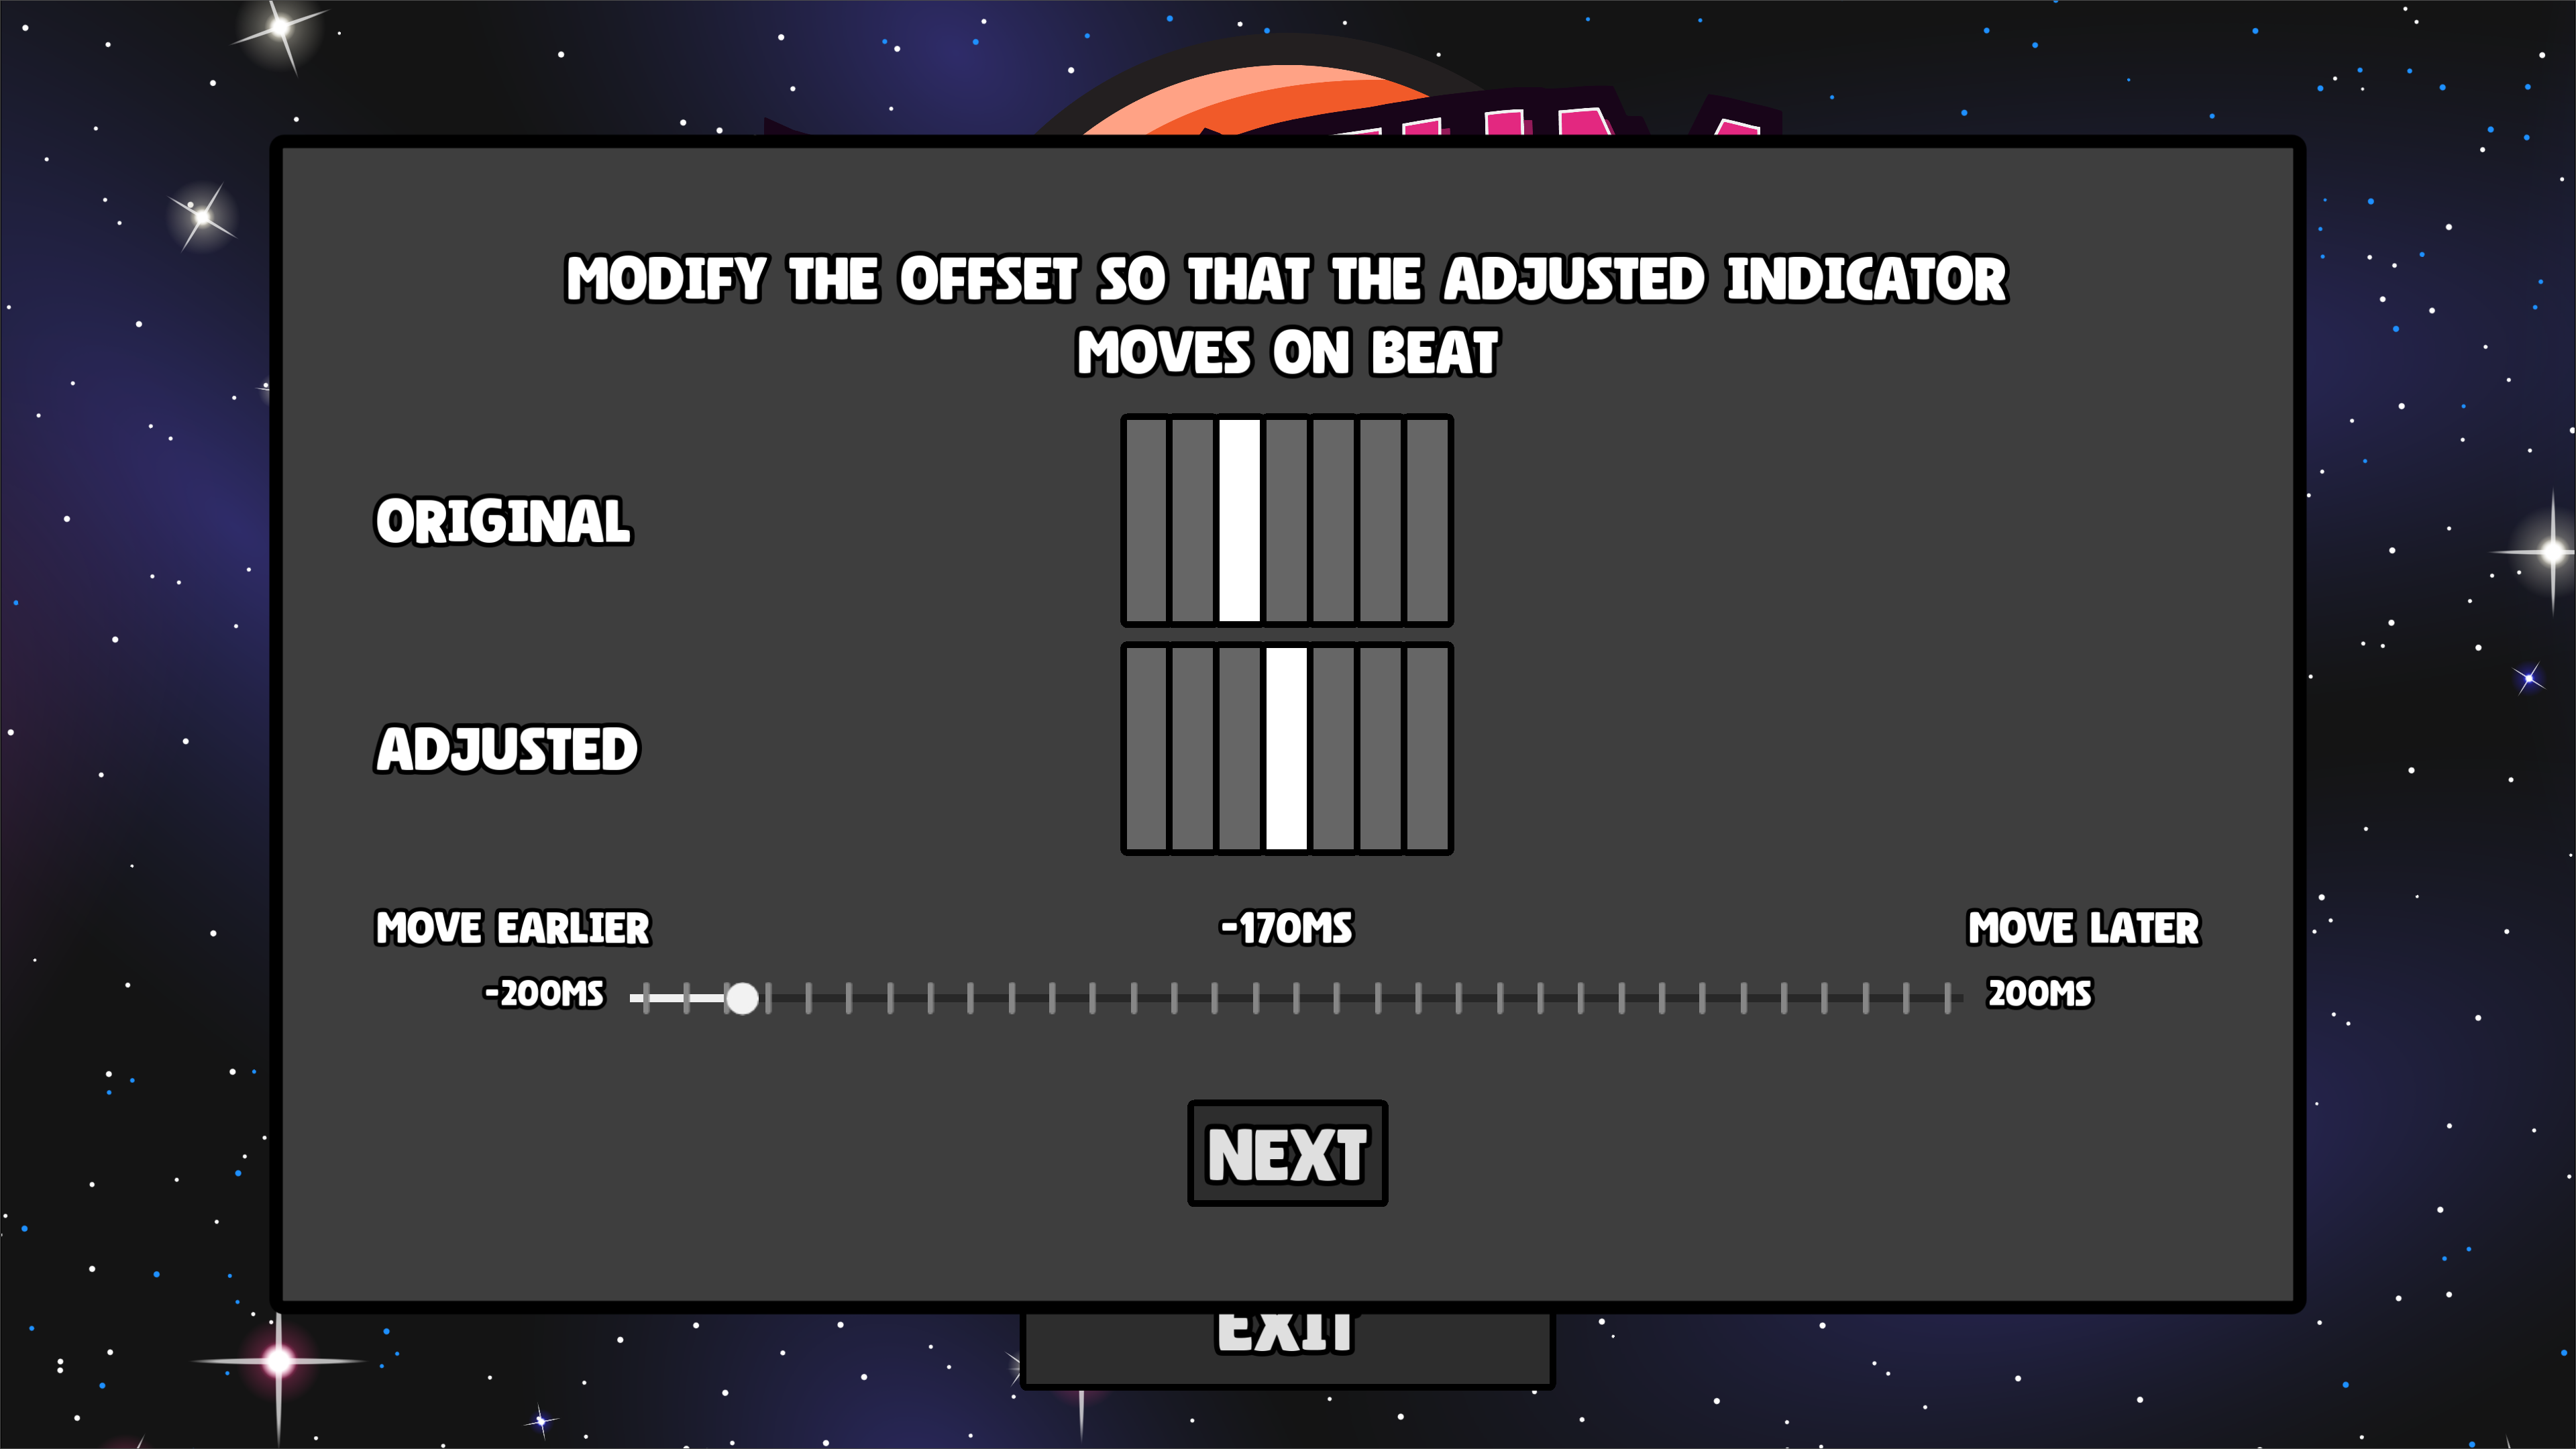 MODIFY THE OFFSET SO THAT THE ADJUSTED INDICATOR
MOVES ON BEAT
ORIGINAL
ADJUSTED
MOVE EARLIER
-170MS
MOVE LATER
-200MS
200MS
NEXT
EXIT